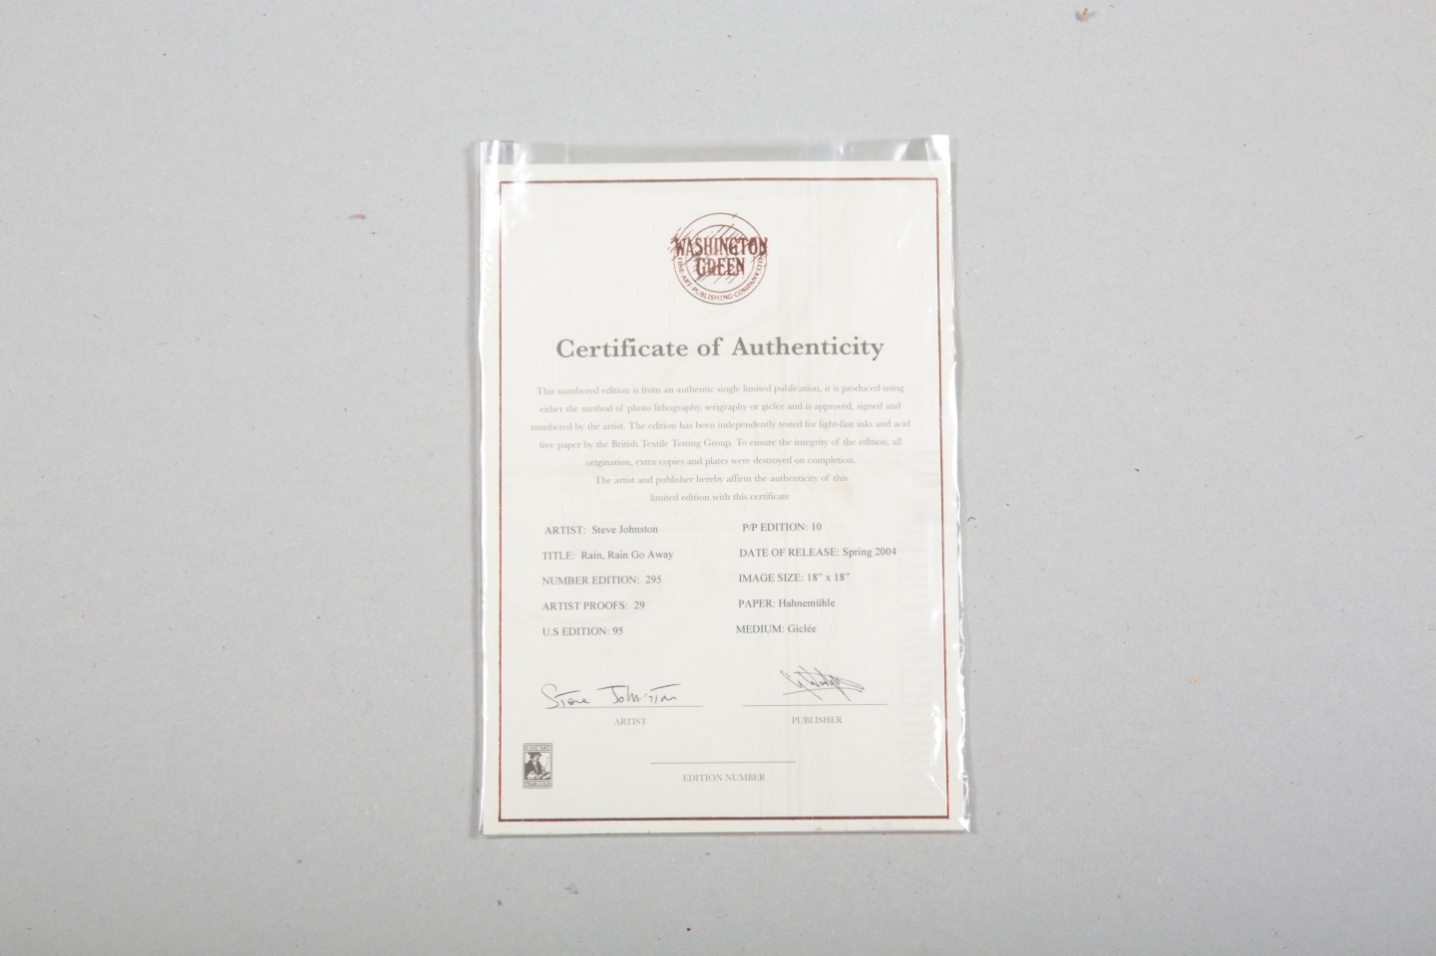 WASHINGTON
GREEN
FINE ART PUBLISHING COMPANY
Certificate of Authenticity
This numbered edition is from an authentic single limited publication, it is produced using
either the method of photo lithography, serigraphy or giclée and is approved, signed and
numbered by the artist. The edition has been independently tested for light-fast inks and acid
free paper by the British Textile Testing Group. To ensure the integrity of the edition, all
origination, extra copies and plates were destroyed on completion.
The artist and publisher hereby affirm the authenticity of this
limited edition with this certificate
ARTIST: Steve Johnston
TITLE: Rain, Rain Go Away
NUMBER EDITION: 295
ARTIST PROOFS: 29
U.S EDITION: 95
P/P EDITION: 10
DATE OF RELEASE: Spring 2004
IMAGE SIZE: 18" x 18"
PAPER: Hahnemühle
MEDIUM: Giclée
Steve Johnston
ARTIST
PUBLISHER
EDITION NUMBER